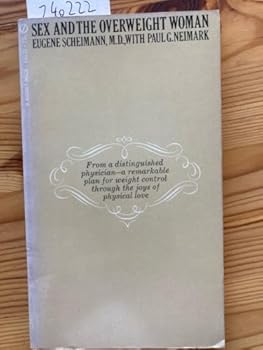 740222
SEX AND THE OVERWEIGHT WOMAN
EUGENE SCHEIMANN, M.D., WITH PAUL G. NEIMARK
From a distinguished
physician—a remarkable
plan for weight control
through the joys of
physical love